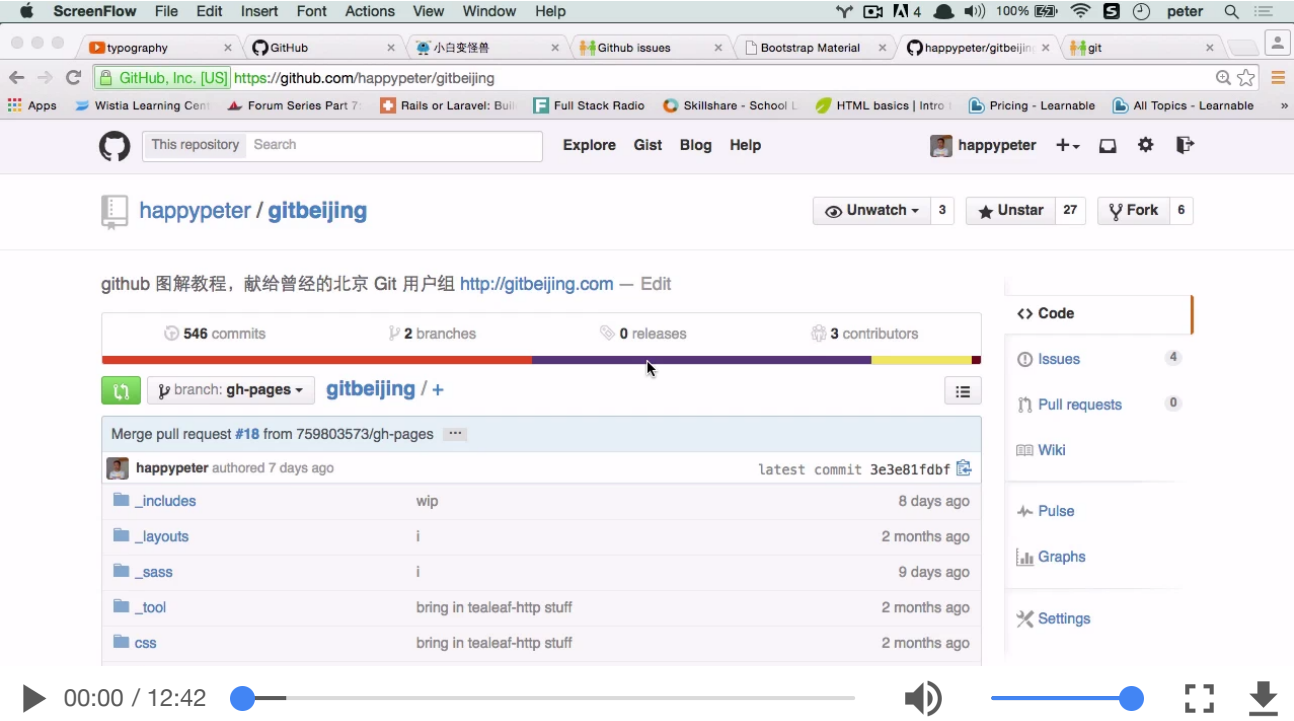 ScreenFlow File Edit Insert Font Actions View Window Help 4 100% peter
typography GitHub 小白变怪兽 Github issues Bootstrap Material happypeter/gitbeijin git
GitHub, Inc. [US] https://github.com/happypeter/gitbeijing
Apps Wistia Learning Cent Forum Series Part 7 Rails or Laravel: Buil Full Stack Radio Skillshare - School L HTML basics | Intro Pricing - Learnable All Topics - Learnable »
This repository Search Explore Gist Blog Help happypeter
happypeter / gitbeijing Unwatch 3 Unstar 27 Fork 6
github 图解教程，献给曾经的北京 Git 用户组 http://gitbeijing.com — Edit
546 commits 2 branches 0 releases 3 contributors
branch: gh-pages gitbeijing / +
Merge pull request #18 from 759803573/gh-pages ...
happypeter authored 7 days ago latest commit 3e3e81fdbf
_includes wip 8 days ago
_layouts i 2 months ago
_sass i 9 days ago
_tool bring in tealeaf-http stuff 2 months ago
css bring in tealeaf-http stuff 2 months ago
Code
Issues 4
Pull requests 0
Wiki
Pulse
Graphs
Settings
00:00 / 12:42